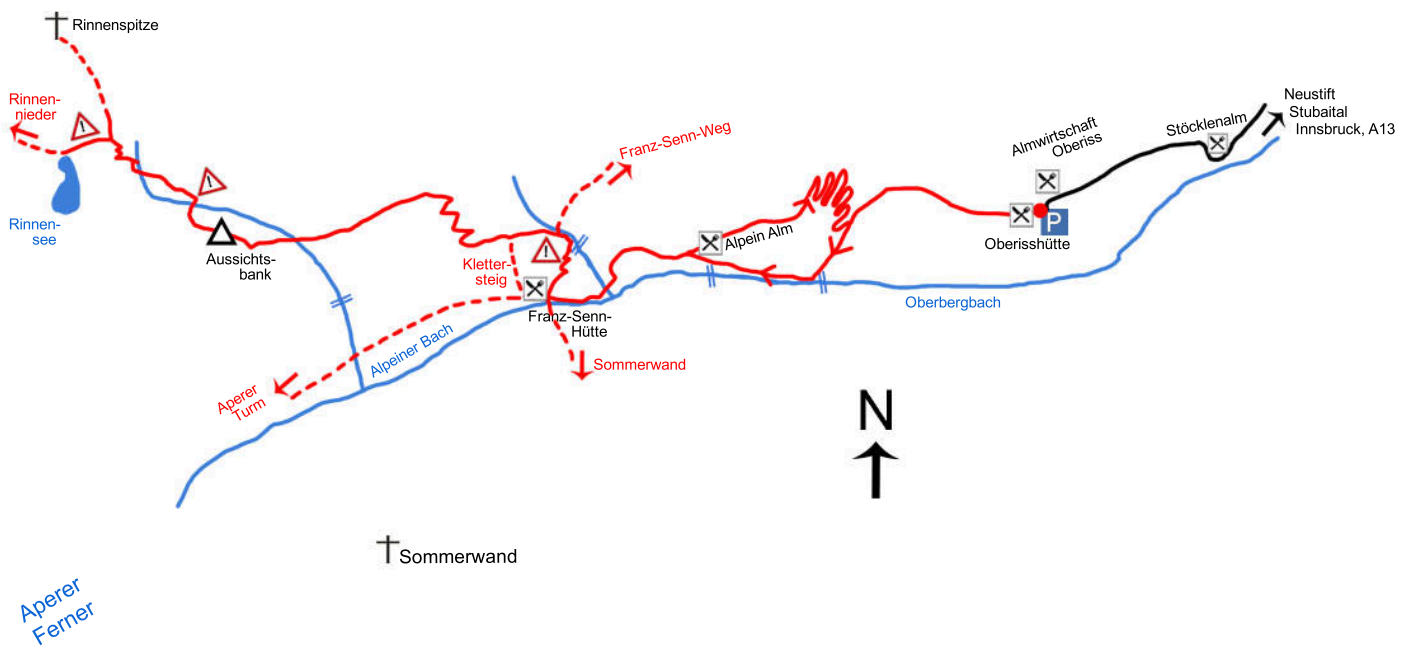 Rinnenspitze
Rinnen-
nieder
Rinnen-
see
Aussichts-
bank
Kletter-
steig
Franz-Senn-Weg
Franz-Senn-
Hütte
Alpeiner Bach
Aperer
Turm
Sommerwand
Alpein Alm
Almwirtschaft
Oberiss
Oberisshütte
P
Stöcklenalm
Neustift
Stubaital
Innsbruck, A13
Oberbergbach
N
Sommerwand
Aperer
Ferner